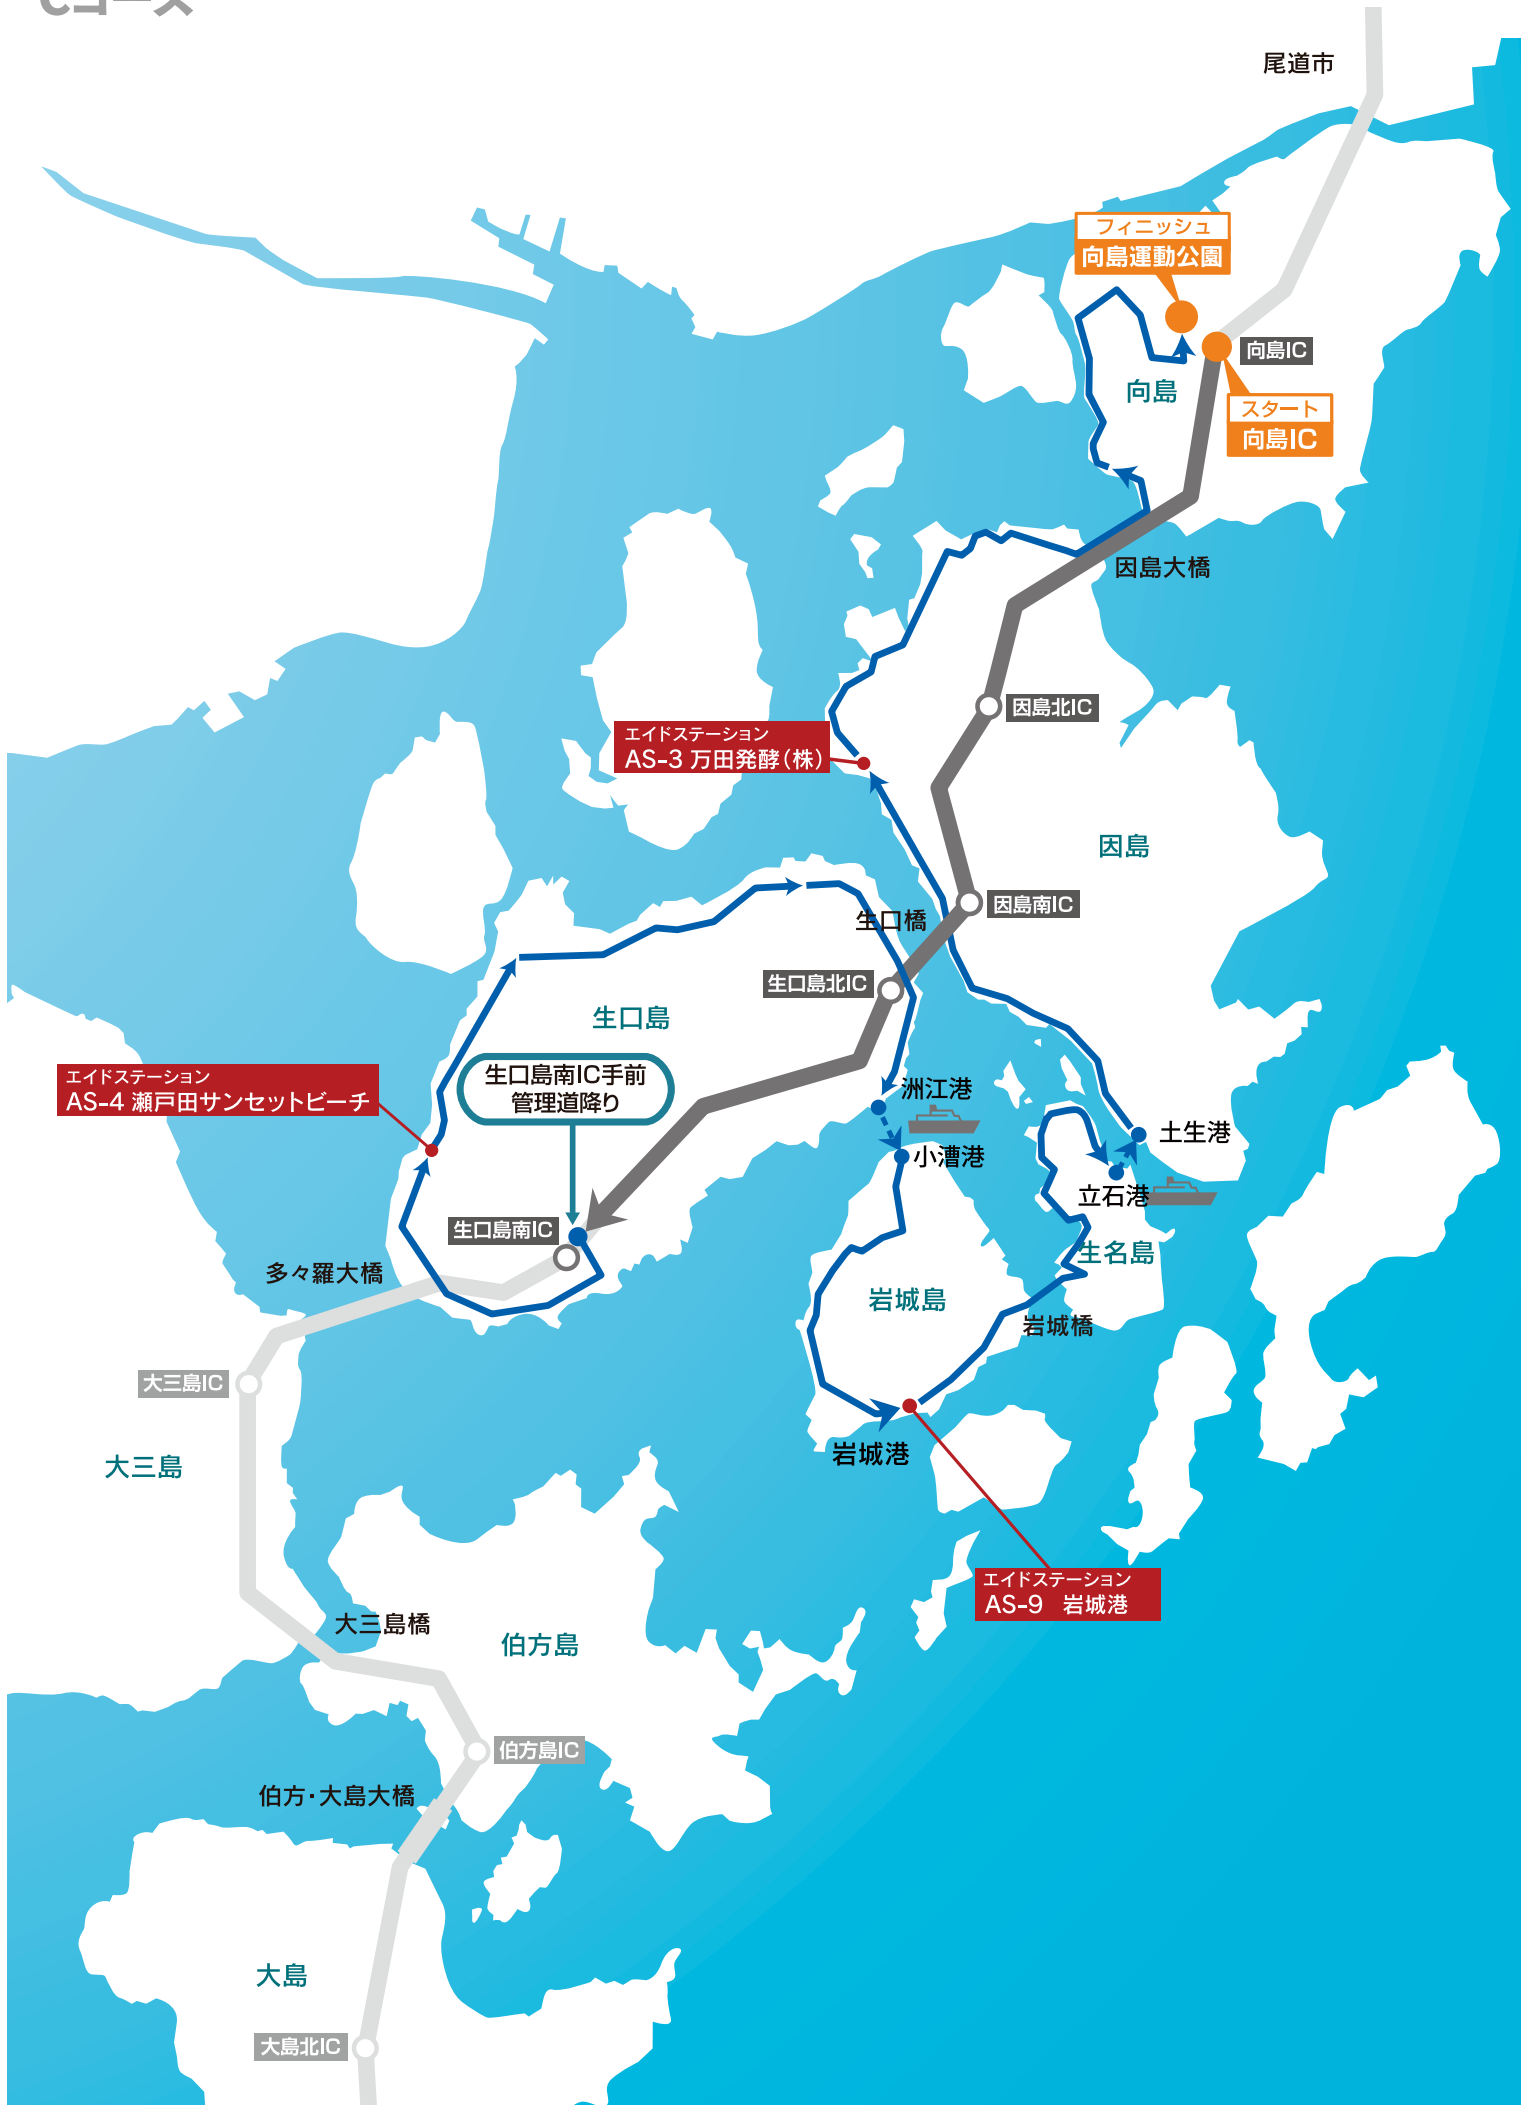 Cコース
尾道市
フィニッシュ
向島運動公園
向島IC
向島
スタート
向島IC
因島大橋
因島北IC
エイドステーション
AS-3 万田発酵(株)
因島
因島南IC
生口橋
生口島北IC
生口島
エイドステーション
AS-4 瀬戸田サンセットビーチ
生口島南IC手前
管理道降り
洲江港
土生港
小漕港
立石港
生口島南IC
生名島
多々羅大橋
岩城島
岩城橋
大三島IC
岩城港
大三島
エイドステーション
AS-9 岩城港
大三島橋
伯方島
伯方島IC
伯方・大島大橋
大島
大島北IC